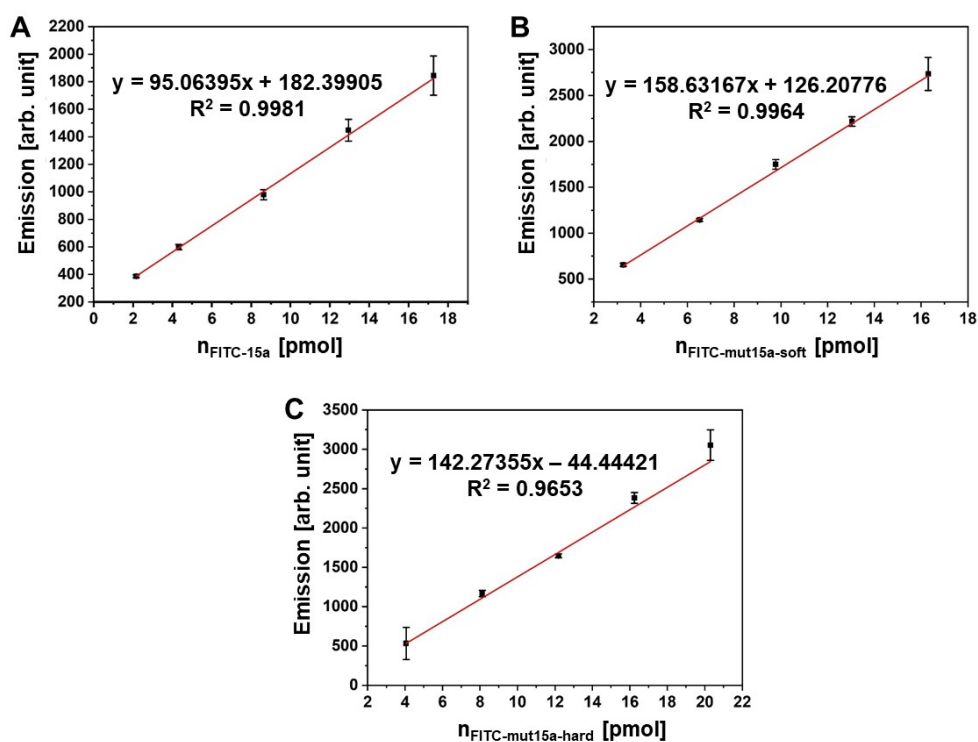 A
2200
2000
1800
1600
1400
1200
1000
800
600
400
200
Emission [arb. unit]
y = 95.06395x + 182.39905
R² = 0.9981
0 2 4 6 8 10 12 14 16 18
nFITC-15a [pmol]
B
3000
2500
2000
1500
1000
500
Emission [arb. unit]
y = 158.63167x + 126.20776
R² = 0.9964
2 4 6 8 10 12 14 16 18
nFITC-mut15a-soft [pmol]
C
3500
3000
2500
2000
1500
1000
500
0
Emission [arb. unit]
y = 142.27355x – 44.44421
R² = 0.9653
2 4 6 8 10 12 14 16 18 20 22
nFITC-mut15a-hard [pmol]